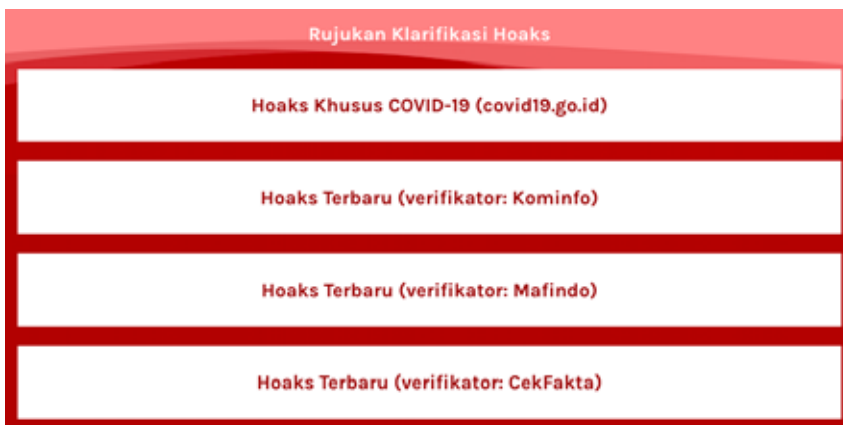 Rujukan Klarifikasi Hoaks
Hoaks Khusus COVID-19 (covid19.go.id)
Hoaks Terbaru (verifikator: Kominfo)
Hoaks Terbaru (verifikator: Mafindo)
Hoaks Terbaru (verifikator: CekFakta)